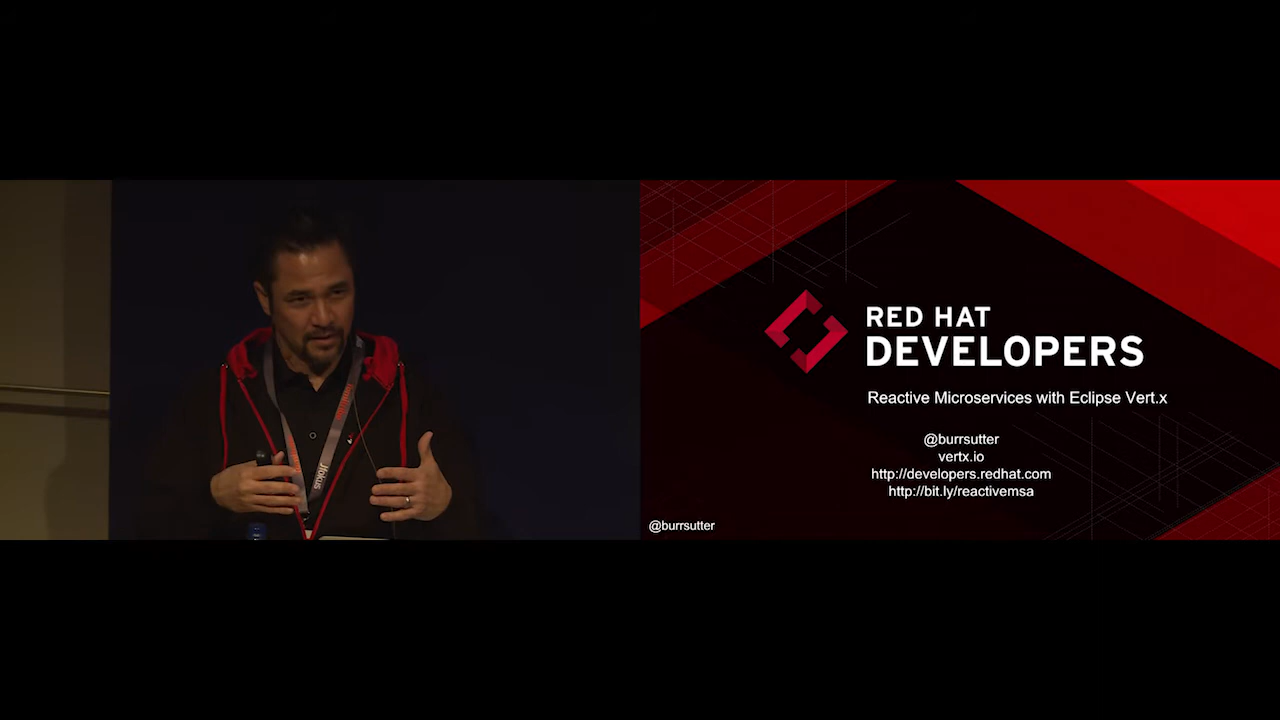 Jfokus
RED HAT
DEVELOPERS
Reactive Microservices with Eclipse Vert.x
@burrsutter
vertx.io
http://developers.redhat.com
http://bit.ly/reactivemsa
@burrsutter